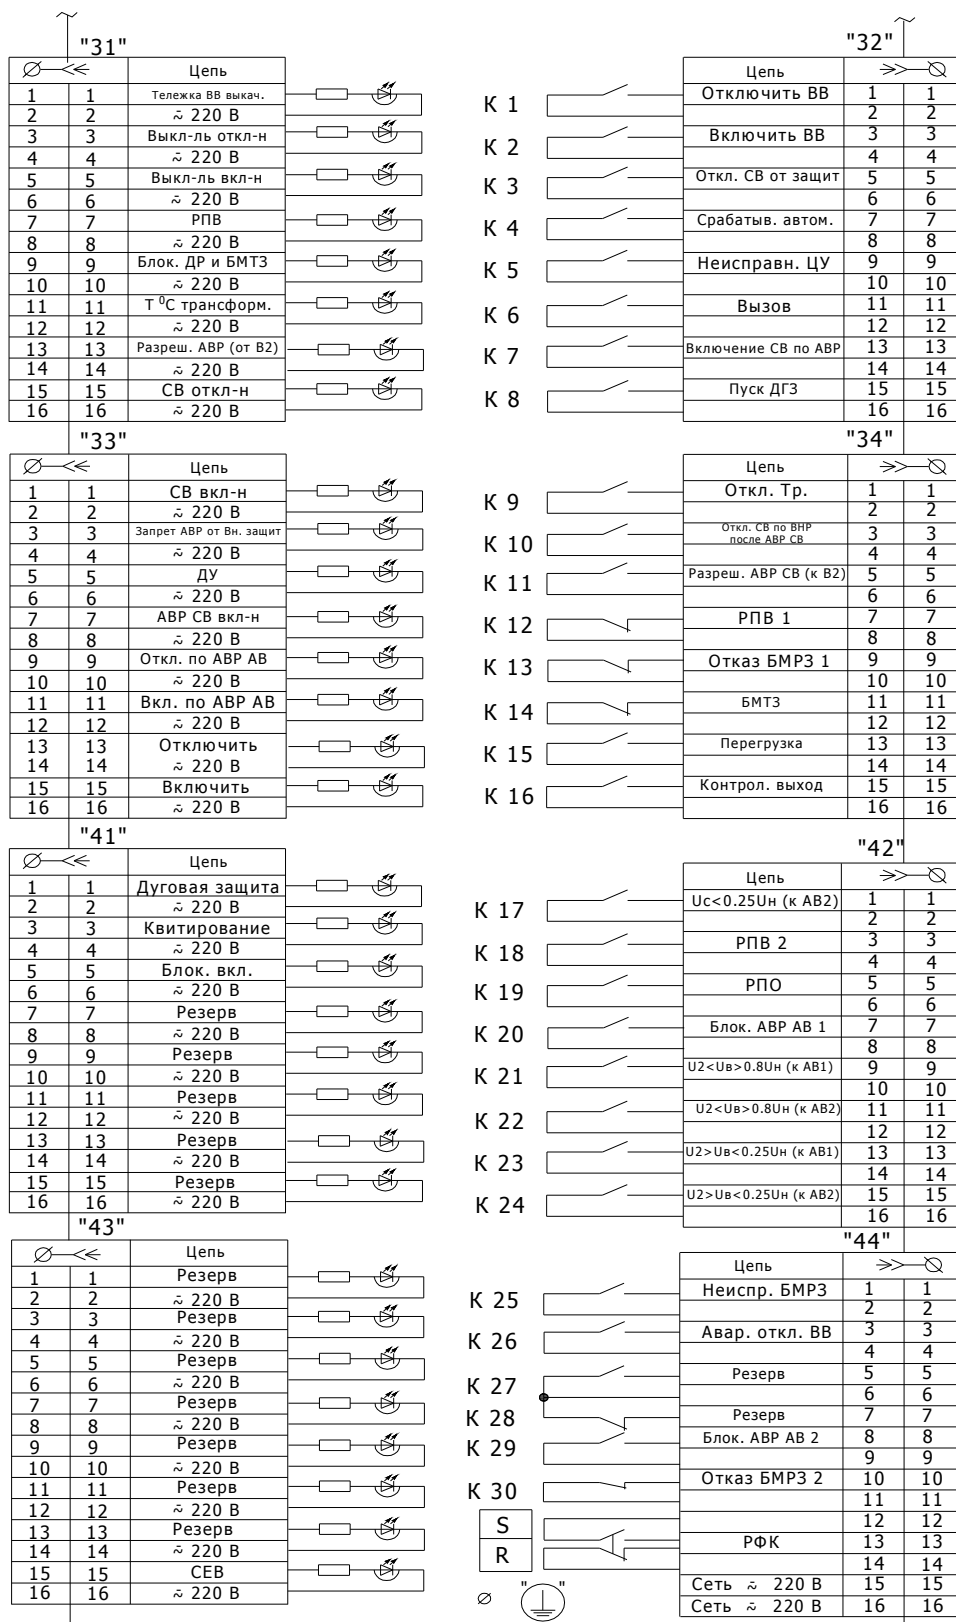 "31"
Цепь
1 1 Тележка ВВ выкач.
2 2 ≂ 220 В
3 3 Выкл-ль откл-н
4 4 ≂ 220 В
5 5 Выкл-ль вкл-н
6 6 ≂ 220 В
7 7 РПВ
8 8 ≂ 220 В
9 9 Блок. ДР и БМТЗ
10 10 ≂ 220 В
11 11 Т ⁰С трансформ.
12 12 ≂ 220 В
13 13 Разреш. АВР (от В2)
14 14 ≂ 220 В
15 15 СВ откл-н
16 16 ≂ 220 В
"32"
Цепь
К 1 Отключить ВВ 1 1
2 2
К 2 Включить ВВ 3 3
4 4
К 3 Откл. СВ от защит 5 5
6 6
К 4 Срабатыв. автом. 7 7
8 8
К 5 Неисправн. ЦУ 9 9
10 10
К 6 Вызов 11 11
12 12
К 7 Включение СВ по АВР 13 13
14 14
К 8 Пуск ДГЗ 15 15
16 16
"33"
Цепь
1 1 СВ вкл-н
2 2 ≂ 220 В
3 3 Запрет АВР от Вн. защит
4 4 ≂ 220 В
5 5 ДУ
6 6 ≂ 220 В
7 7 АВР СВ вкл-н
8 8 ≂ 220 В
9 9 Откл. по АВР АВ
10 10 ≂ 220 В
11 11 Вкл. по АВР АВ
12 12 ≂ 220 В
13 13 Отключить
14 14 ≂ 220 В
15 15 Включить
16 16 ≂ 220 В
"34"
Цепь
К 9 Откл. Тр. 1 1
2 2
К 10 Откл. СВ по ВНР
после АВР СВ 3 3
4 4
К 11 Разреш. АВР СВ (к В2) 5 5
6 6
К 12 РПВ 1 7 7
8 8
К 13 Отказ БМРЗ 1 9 9
10 10
К 14 БМТЗ 11 11
12 12
К 15 Перегрузка 13 13
14 14
К 16 Контрол. выход 15 15
16 16
"41"
Цепь
1 1 Дуговая защита
2 2 ≂ 220 В
3 3 Квитирование
4 4 ≂ 220 В
5 5 Блок. вкл.
6 6 ≂ 220 В
7 7 Резерв
8 8 ≂ 220 В
9 9 Резерв
10 10 ≂ 220 В
11 11 Резерв
12 12 ≂ 220 В
13 13 Резерв
14 14 ≂ 220 В
15 15 Резерв
16 16 ≂ 220 В
"42"
Цепь
К 17 Uс<0.25Uн (к АВ2) 1 1
2 2
К 18 РПВ 2 3 3
4 4
К 19 РПО 5 5
6 6
К 20 Блок. АВР АВ 1 7 7
8 8
К 21 U2<Uв>0.8Uн (к АВ1) 9 9
10 10
К 22 U2<Uв>0.8Uн (к АВ2) 11 11
12 12
К 23 U2>Uв<0.25Uн (к АВ1) 13 13
14 14
К 24 U2>Uв<0.25Uн (к АВ2) 15 15
16 16
"43"
Цепь
1 1 Резерв
2 2 ≂ 220 В
3 3 Резерв
4 4 ≂ 220 В
5 5 Резерв
6 6 ≂ 220 В
7 7 Резерв
8 8 ≂ 220 В
9 9 Резерв
10 10 ≂ 220 В
11 11 Резерв
12 12 ≂ 220 В
13 13 Резерв
14 14 ≂ 220 В
15 15 СЕВ
16 16 ≂ 220 В
"44"
Цепь
К 25 Неиспр. БМРЗ 1 1
2 2
К 26 Авар. откл. ВВ 3 3
4 4
К 27 Резерв 5 5
6 6
К 28 Резерв 7 7
К 29 Блок. АВР АВ 2 8 8
9 9
К 30 Отказ БМРЗ 2 10 10
11 11
S 12 12
РФК 13 13
R 14 14
Сеть ≂ 220 В 15 15
Сеть ≂ 220 В 16 16
" "